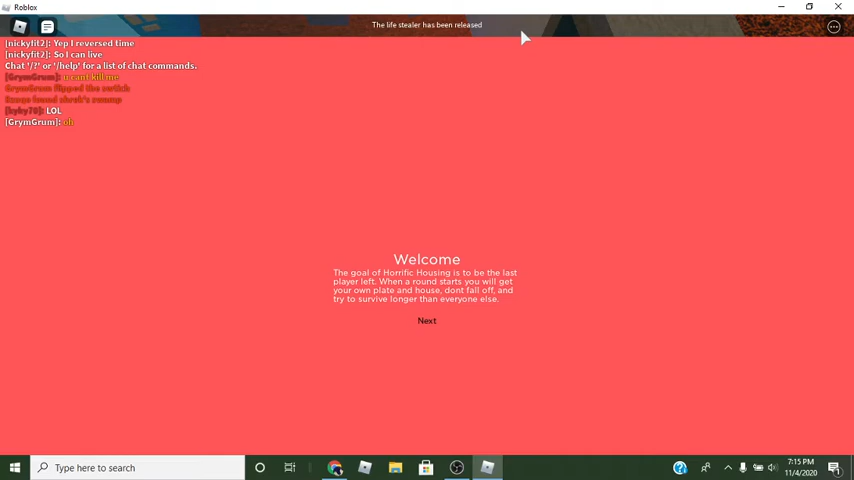 Roblox
The life stealer has been released
[nickyfit2]: Yep I reversed time
[nickyfit2]: So I can live
Chat '/?' or '/help' for a list of chat commands.
[GrymGrum]: u cant kill me
GrymGrum flipped the switch
found shrek's swamp
[kyky70]: LOL
[GrymGrum]: oh
Welcome
The goal of Horrific Housing is to be the last
player left. When a round starts you will get
your own plate and house, dont fall off, and
try to survive longer than everyone else.
Next
Type here to search
7:15 PM
11/4/2020